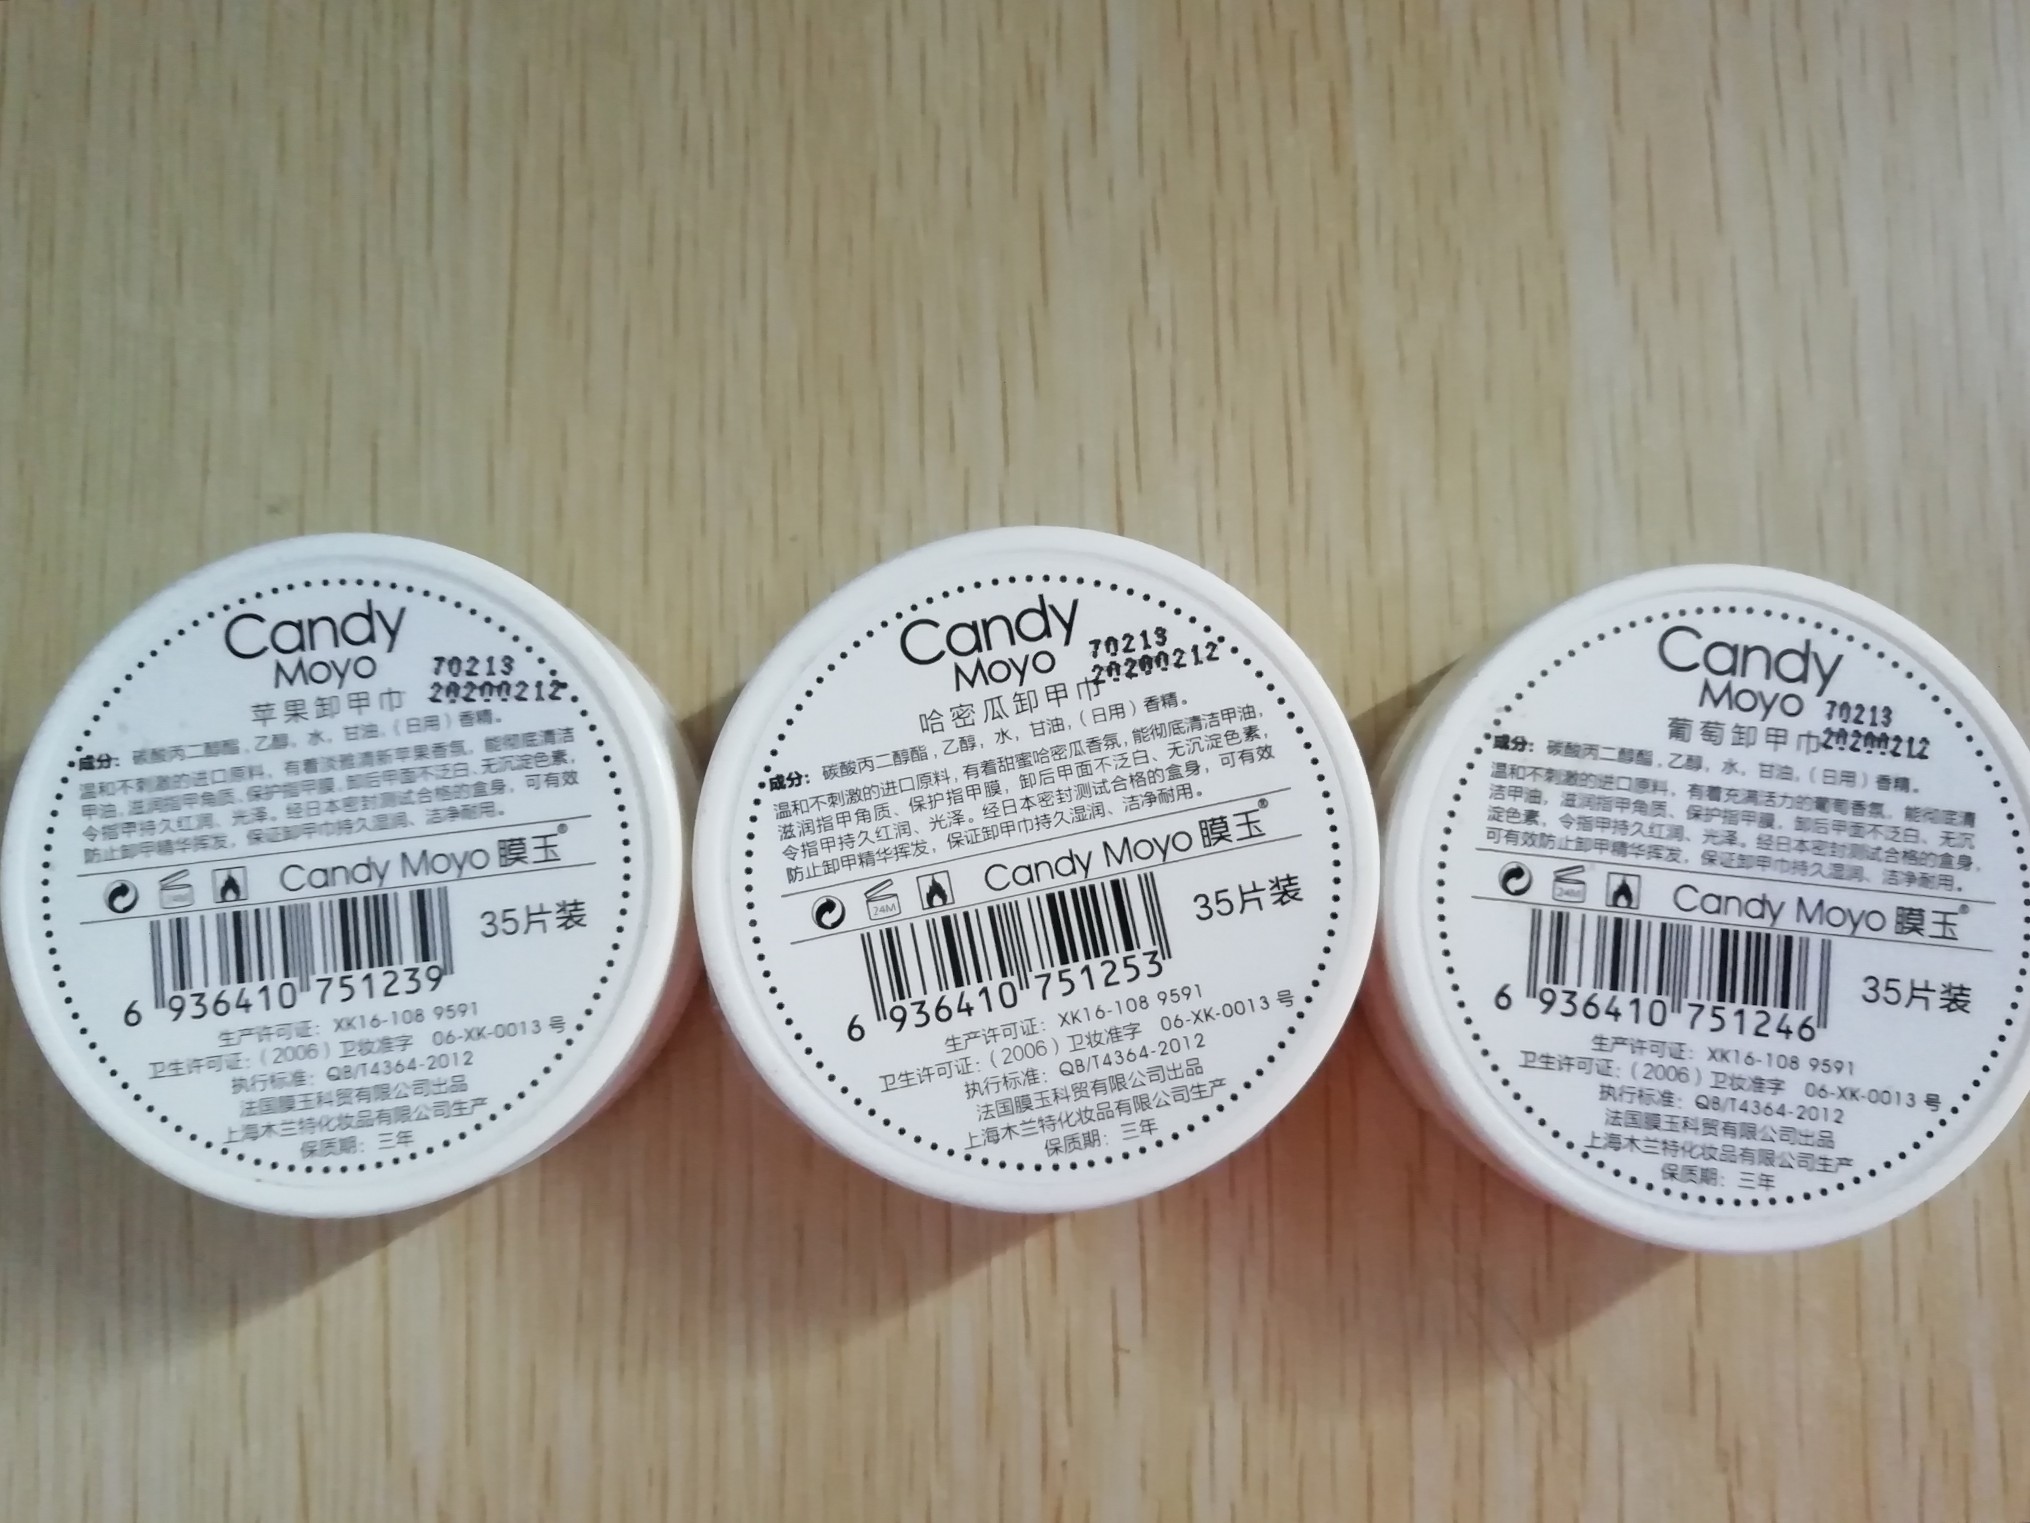 Candy
Moyo
70213
20200212
苹果卸甲巾
成分：碳酸丙二醇酯，乙醇，水，甘油，（日用）香精。
温和不刺激的进口原料，有着淡雅清新苹果香氛，能彻底清洁
甲油，滋润指甲角质、保护指甲膜，卸后甲面不泛白、无沉淀色素，
令指甲持久红润、光泽。经日本密封测试合格的盒身，可有效
防止卸甲精华挥发，保证卸甲巾持久湿润、洁净耐用。
24M
Candy Moyo 膜玉®
35片装
6 936410 751239
生产许可证：XK16-108 9591
卫生许可证：（2006）卫妆准字 06-XK-0013 号
执行标准：QB/T4364-2012
法国膜玉科贸有限公司出品
上海木兰特化妆品有限公司生产
保质期：三年
Candy
Moyo
70213
20200212
哈密瓜卸甲巾
成分：碳酸丙二醇酯，乙醇，水，甘油，（日用）香精。
温和不刺激的进口原料，有着甜蜜哈密瓜香氛，能彻底清洁甲油，
滋润指甲角质、保护指甲膜，卸后甲面不泛白、无沉淀色素，
令指甲持久红润、光泽。经日本密封测试合格的盒身，可有效
防止卸甲精华挥发，保证卸甲巾持久湿润、洁净耐用。
24M
Candy Moyo 膜玉®
35片装
6 936410 751253
生产许可证：XK16-108 9591
卫生许可证：（2006）卫妆准字 06-XK-0013 号
执行标准：QB/T4364-2012
法国膜玉科贸有限公司出品
上海木兰特化妆品有限公司生产
保质期：三年
Candy
Moyo
70213
20200212
葡萄卸甲巾
成分：碳酸丙二醇酯，乙醇，水，甘油，（日用）香精。
温和不刺激的进口原料，有着充满活力的葡萄香氛，能彻底清
洁甲油，滋润指甲角质、保护指甲膜，卸后甲面不泛白、无沉
淀色素，令指甲持久红润、光泽。经日本密封测试合格的盒身，
可有效防止卸甲精华挥发，保证卸甲巾持久湿润、洁净耐用。
24M
Candy Moyo 膜玉®
35片装
6 936410 751246
生产许可证：XK16-108 9591
卫生许可证：（2006）卫妆准字 06-XK-0013 号
执行标准：QB/T4364-2012
法国膜玉科贸有限公司出品
上海木兰特化妆品有限公司生产
保质期：三年